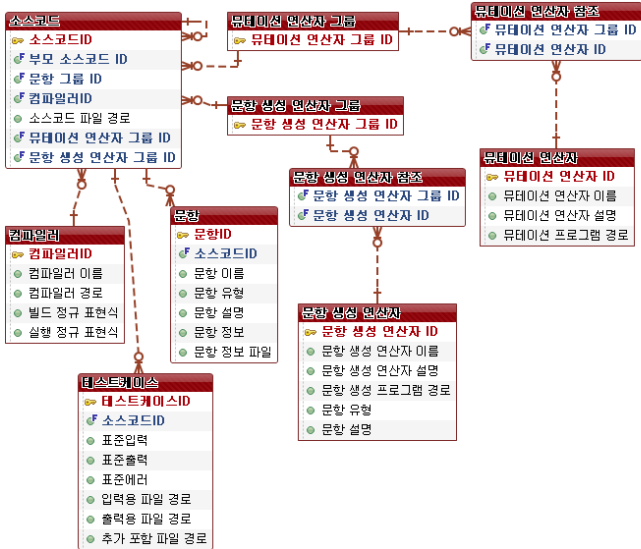 소스코드
소스코드ID
부모 소스코드 ID
문항 그룹 ID
컴파일러ID
소스코드 파일 경로
뮤테이션 연산자 그룹 ID
문항 생성 연산자 그룹 ID
뮤테이션 연산자 그룹
뮤테이션 연산자 그룹 ID
뮤테이션 연산자 참조
뮤테이션 연산자 그룹 ID
뮤테이션 연산자 ID
문항 생성 연산자 그룹
문항 생성 연산자 그룹 ID
뮤테이션 연산자
뮤테이션 연산자 ID
뮤테이션 연산자 이름
뮤테이션 연산자 설명
뮤테이션 프로그램 경로
문항 생성 연산자 참조
문항 생성 연산자 그룹 ID
문항 생성 연산자 ID
컴파일러
컴파일러ID
컴파일러 이름
컴파일러 경로
빌드 정규 표현식
실행 정규 표현식
문항
문항ID
소스코드ID
문항 이름
문항 유형
문항 설명
문항 정보
문항 정보 파일
문항 생성 연산자
문항 생성 연산자 ID
문항 생성 연산자 이름
문항 생성 연산자 설명
문항 생성 프로그램 경로
문항 유형
문항 설명
테스트케이스
테스트케이스ID
소스코드ID
표준입력
표준출력
표준에러
입력용 파일 경로
출력용 파일 경로
추가 포함 파일 경로